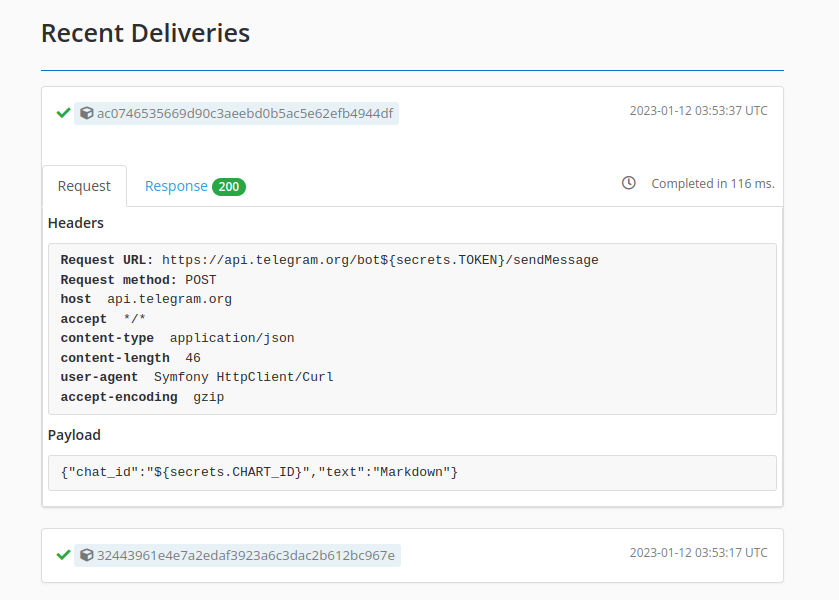 Recent Deliveries
ac0746535669d90c3aeebd0b5ac5e62efb4944df 2023-01-12 03:53:37 UTC
Request Response 200 Completed in 116 ms.
Headers
Request URL: https://api.telegram.org/bot${secrets.TOKEN}/sendMessage
Request method: POST
host api.telegram.org
accept */*
content-type application/json
content-length 46
user-agent Symfony HttpClient/Curl
accept-encoding gzip
Payload
{"chat_id":"${secrets.CHART_ID}","text":"Markdown"}
32443961e4e7a2edaf3923a6c3dac2b612bc967e 2023-01-12 03:53:17 UTC